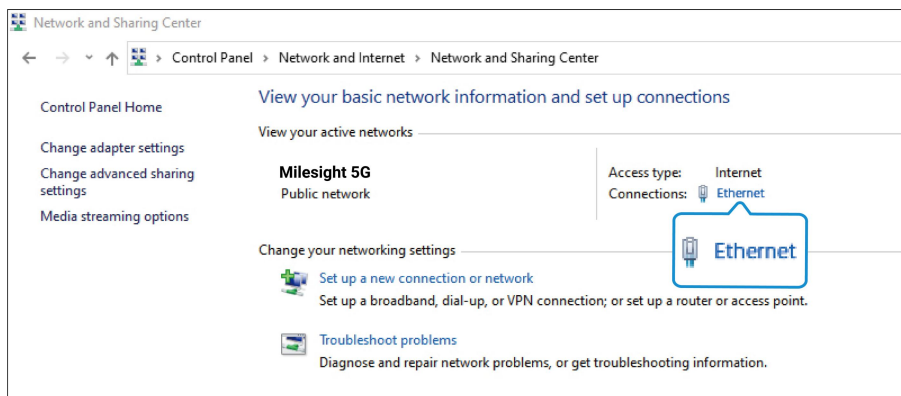 Network and Sharing Center
Control Panel > Network and Internet > Network and Sharing Center
Control Panel Home
Change adapter settings
Change advanced sharing
settings
Media streaming options
View your basic network information and set up connections
View your active networks
Milesight 5G
Public network
Access type: Internet
Connections: Ethernet
Ethernet
Change your networking settings
Set up a new connection or network
Set up a broadband, dial-up, or VPN connection; or set up a router or access point.
Troubleshoot problems
Diagnose and repair network problems, or get troubleshooting information.